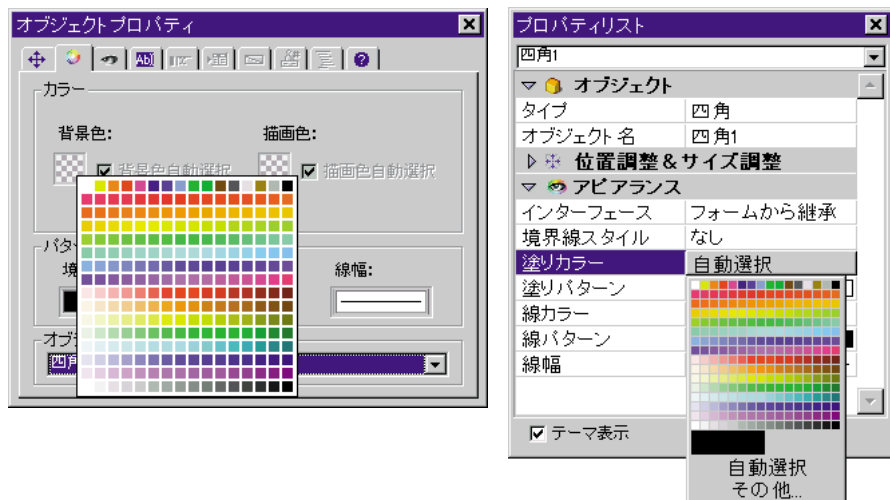 オブジェクトプロパティ
カラー
背景色:
描画色:
背景色自動選択
描画色自動選択
パタ
境
線幅:
オブ
四角
プロパティリスト
四角1
オブジェクト
タイプ 四角
オブジェクト名 四角1
位置調整&サイズ調整
アピアランス
インターフェース フォームから継承
境界線スタイル なし
塗りカラー 自動選択
塗りパターン
線カラー
線パターン
線幅
テーマ表示
自動選択
その他...